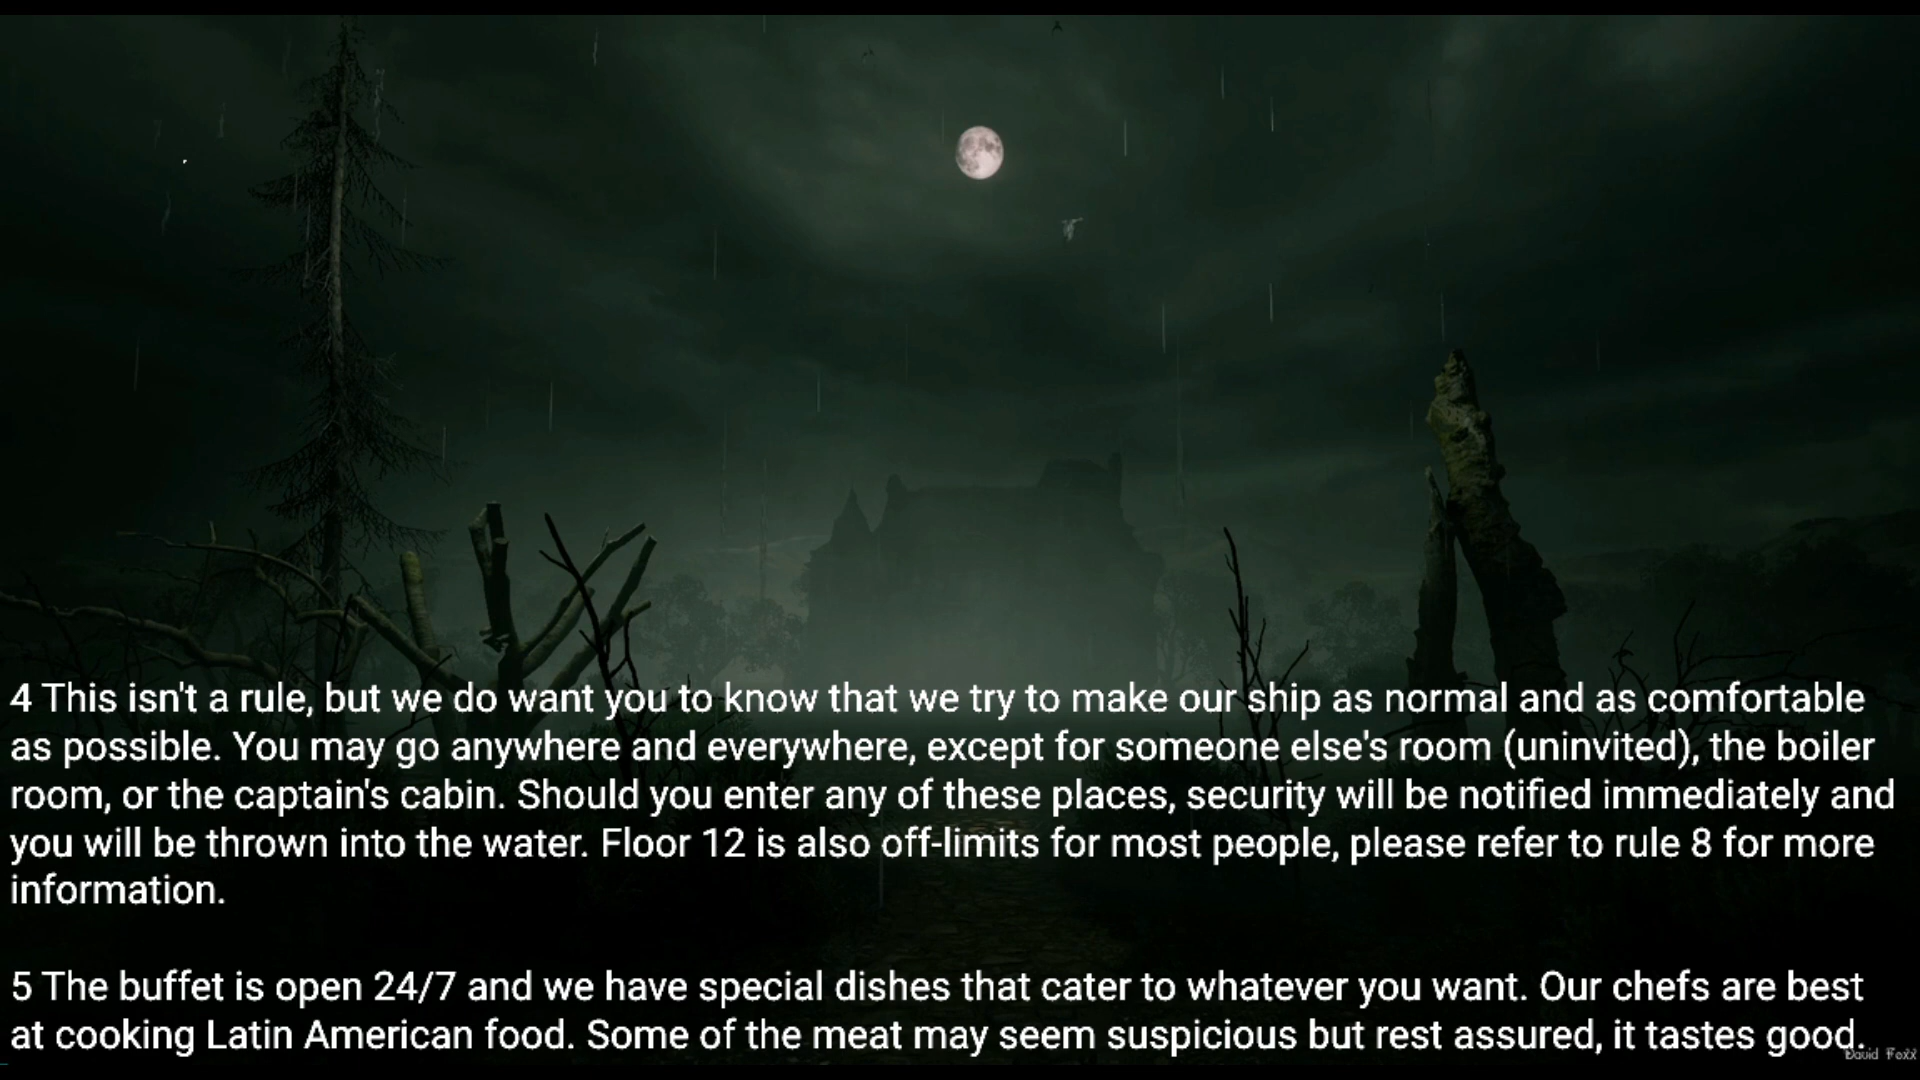 4 This isn't a rule, but we do want you to know that we try to make our ship as normal and as comfortable
as possible. You may go anywhere and everywhere, except for someone else's room (uninvited), the boiler
room, or the captain's cabin. Should you enter any of these places, security will be notified immediately and
you will be thrown into the water. Floor 12 is also off-limits for most people, please refer to rule 8 for more
information.
5 The buffet is open 24/7 and we have special dishes that cater to whatever you want. Our chefs are best
at cooking Latin American food. Some of the meat may seem suspicious but rest assured, it tastes good.
David Foxx